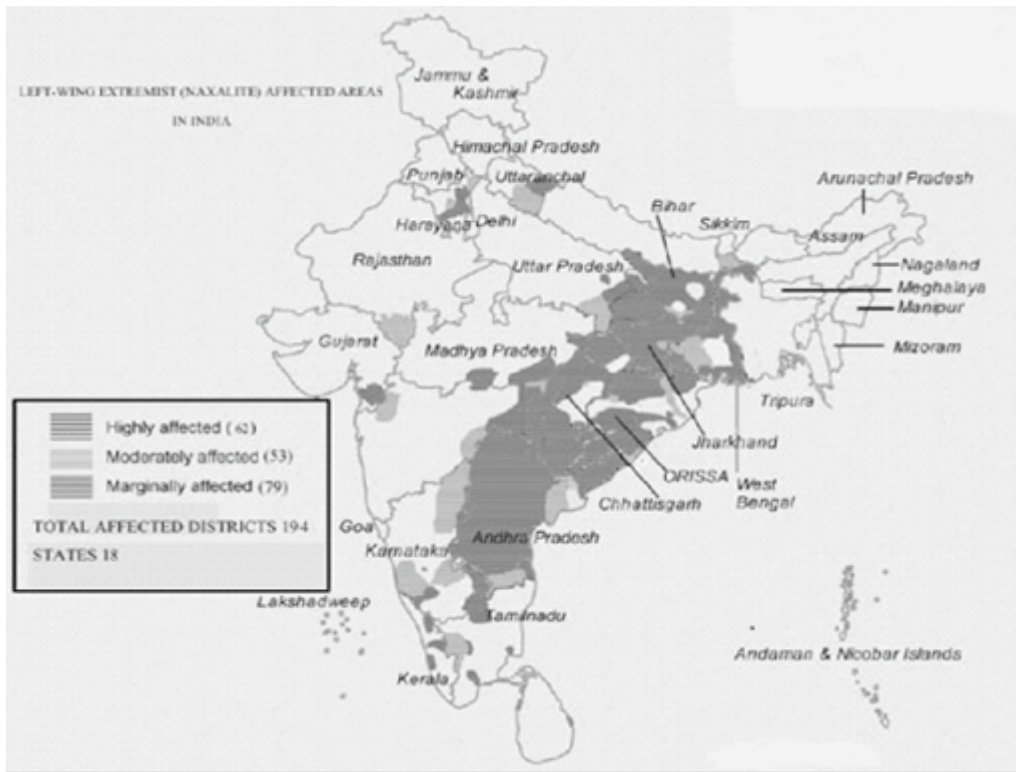 LEFT-WING EXTREMIST (NAXALITE) AFFECTED AREAS
IN INDIA
Jammu &
Kashmir
Himachal Pradesh
Punjab
Uttaranchal
Arunachal Pradesh
Bihar
Sikkim
Harayana
Delhi
Assam
Rajasthan
Uttar Pradesh
Nagaland
Meghalaya
Manipur
Gujarat
Madhya Pradesh
Mizoram
Tripura
Highly affected (62)
Moderately affected (53)
Marginally affected (79)
TOTAL AFFECTED DISTRICTS 194
STATES 18
Jharkhand
ORISSA
West
Bengal
Chhattisgarh
Goa
Andhra Pradesh
Karnataka
Lakshadweep
Tamilnadu
Andaman & Nicobar Islands
Kerala